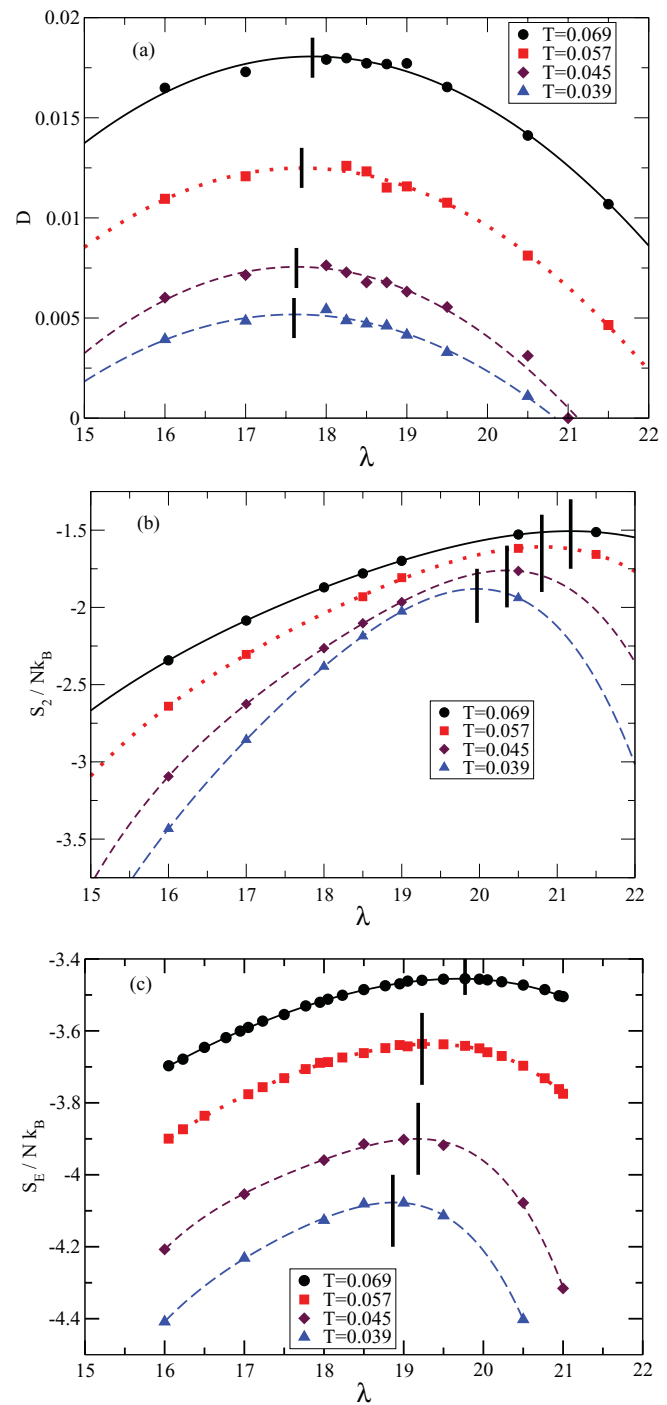 0.02
0.015
0.01
0.005
0
D
(a)
T=0.069
T=0.057
T=0.045
T=0.039
15 16 17 18 19 20 21 22
λ
-1.5
-2
-2.5
-3
-3.5
S2 / NkB
(b)
T=0.069
T=0.057
T=0.045
T=0.039
15 16 17 18 19 20 21 22
λ
-3.4
-3.6
-3.8
-4
-4.2
-4.4
SE / N kB
(c)
T=0.069
T=0.057
T=0.045
T=0.039
15 16 17 18 19 20 21 22
λ